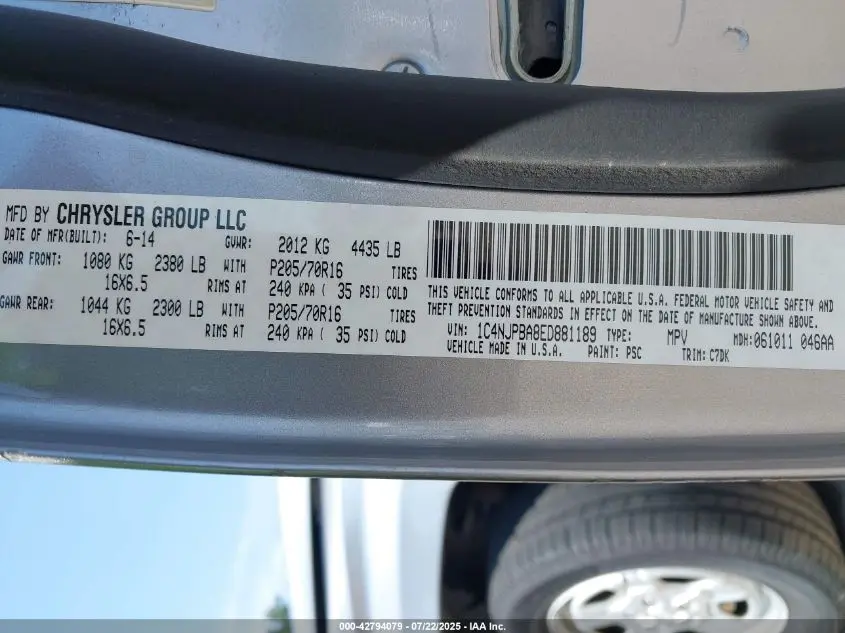 MFD BY CHRYSLER GROUP LLC
DATE OF MFR(BUILT): 6-14 GVWR: 2012 KG 4435 LB
GAWR FRONT: 1080 KG 2380 LB WITH P205/70R16 TIRES
16X6.5 RIMS AT 240 KPA ( 35 PSI) COLD
GAWR REAR: 1044 KG 2300 LB WITH P205/70R16 TIRES
16X6.5 RIMS AT 240 KPA ( 35 PSI) COLD
THIS VEHICLE CONFORMS TO ALL APPLICABLE U.S.A. FEDERAL MOTOR VEHICLE SAFETY AND
THEFT PREVENTION STANDARDS IN EFFECT ON THE DATE OF MANUFACTURE SHOWN ABOVE.
VIN: 1C4NJPBA8ED881189 TYPE: MPV MDH:061011 046AA
VEHICLE MADE IN U.S.A. PAINT: PSC TRIM: C7DK
000-42794079 - 07/22/2025 - IAA Inc.